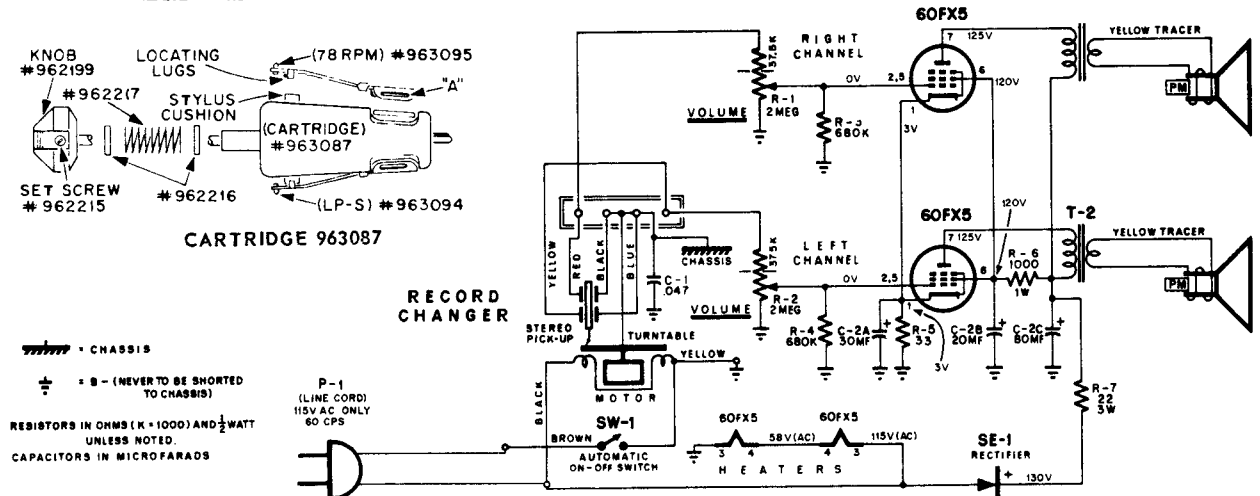 KNOB
#962199
LOCATING
LUGS
(78 RPM) #963095
"A"
#962217
STYLUS
CUSHION
(CARTRIDGE)
#963087
SET SCREW
#962215
#962216
(LP-S) #963094
CARTRIDGE 963087
= CHASSIS
= B - (NEVER TO BE SHORTED
TO CHASSIS)
RESISTORS IN OHMS (K = 1000) AND 1/2 WATT
UNLESS NOTED.
CAPACITORS IN MICROFARADS
RECORD
CHANGER
YELLOW
RED
BLACK
BLUE
C-1
.047
CHASSIS
STEREO
PICK-UP
TURNTABLE
MOTOR
YELLOW
BLACK
P-1
(LINE CORD)
115V AC ONLY
60 CPS
BROWN
SW-1
AUTOMATIC
ON-OFF SWITCH
RIGHT
CHANNEL
37.5K
R-1
2MEG
VOLUME
R-3
680K
0V
2,5
60FX5
7
125V
6
120V
1
3V
YELLOW TRACER
PM
LEFT
CHANNEL
37.5K
R-2
2MEG
VOLUME
0V
2,5
R-4
680K
C-2A
30MF
R-5
33
1
3V
60FX5
7 125V
6
120V
R-6
1000
1W
C-2B
20MF
C-2C
80MF
T-2
YELLOW TRACER
PM
R-7
22
3W
60FX5
60FX5
58V(AC)
115V(AC)
3 4
4 3
HEATERS
SE-1
RECTIFIER
+ 130V